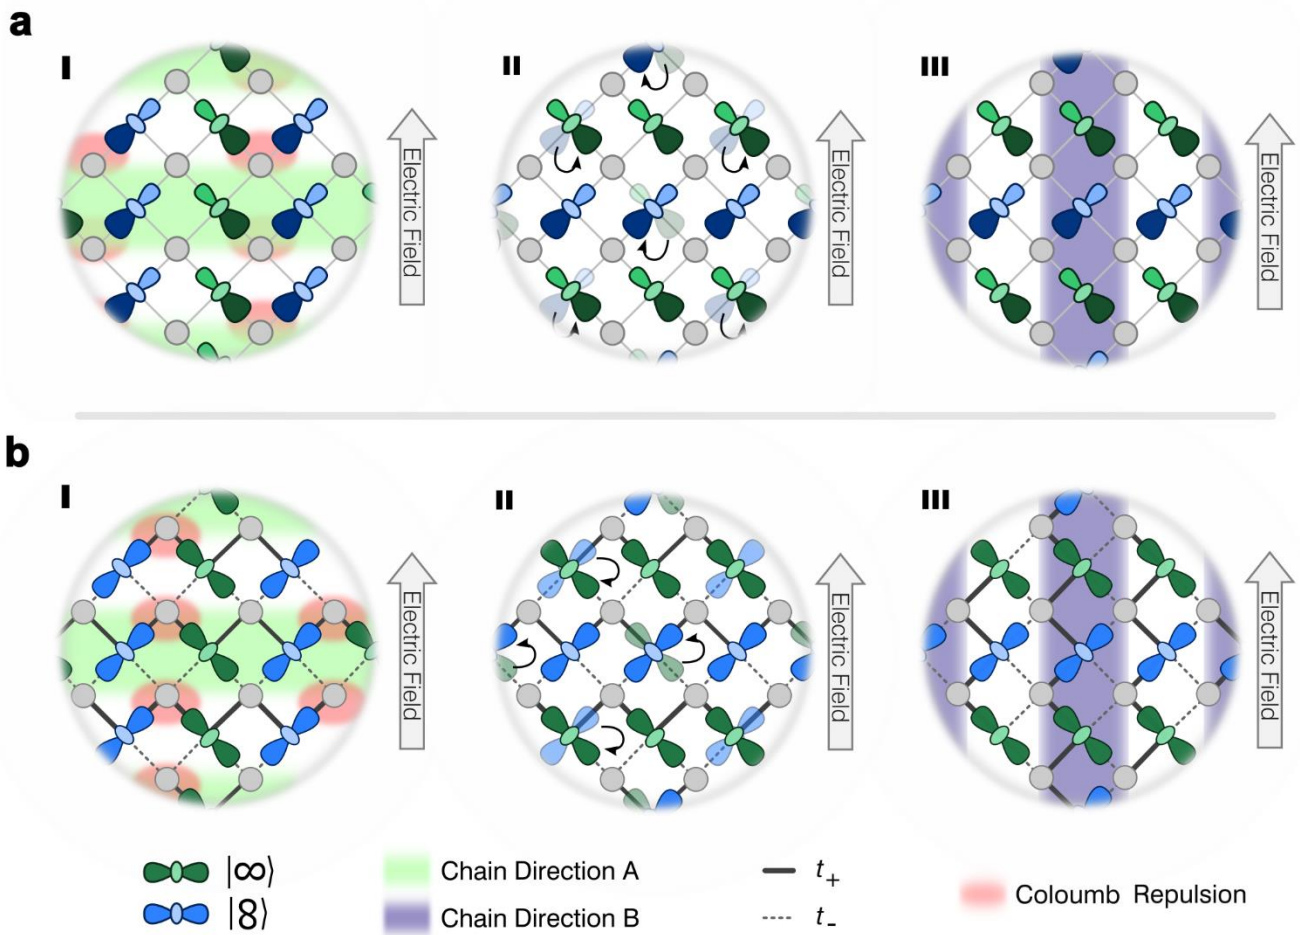 a
I
II
III
Electric Field
Electric Field
Electric Field
b
I
II
III
Electric Field
Electric Field
Electric Field
|∞⟩
|8⟩
Chain Direction A
Chain Direction B
t₊
t₋
Coloumb Repulsion